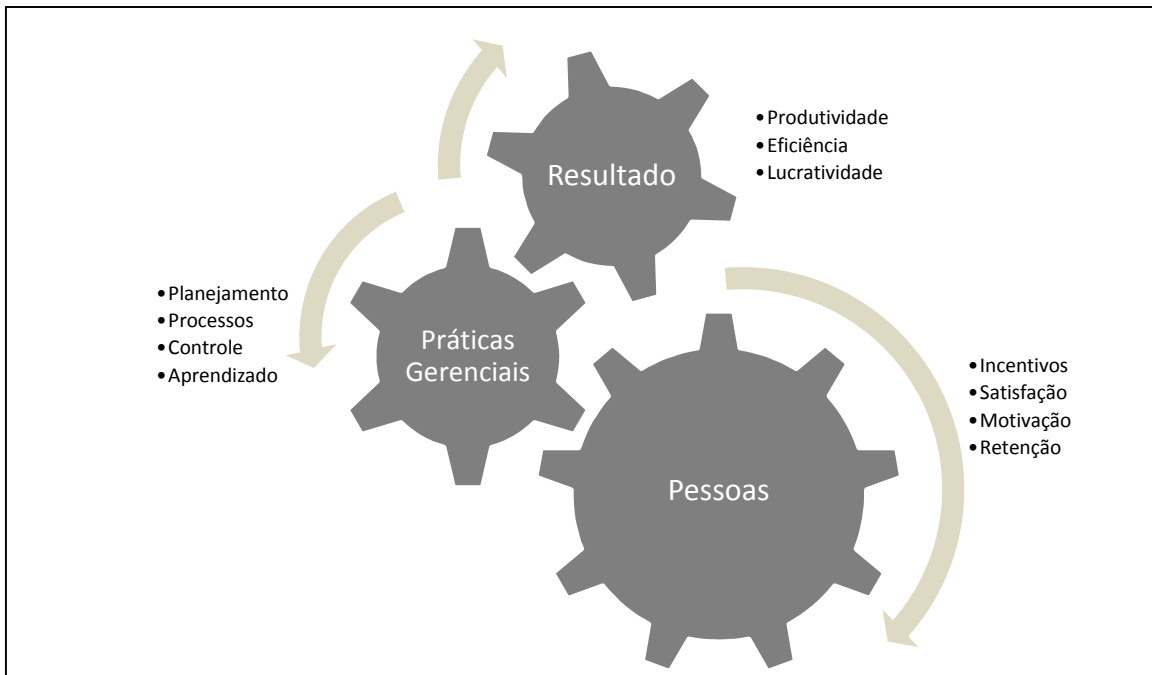 Resultado
•Produtividade
•Eficiência
•Lucratividade
Práticas
Gerenciais
•Planejamento
•Processos
•Controle
•Aprendizado
Pessoas
•Incentivos
•Satisfação
•Motivação
•Retenção